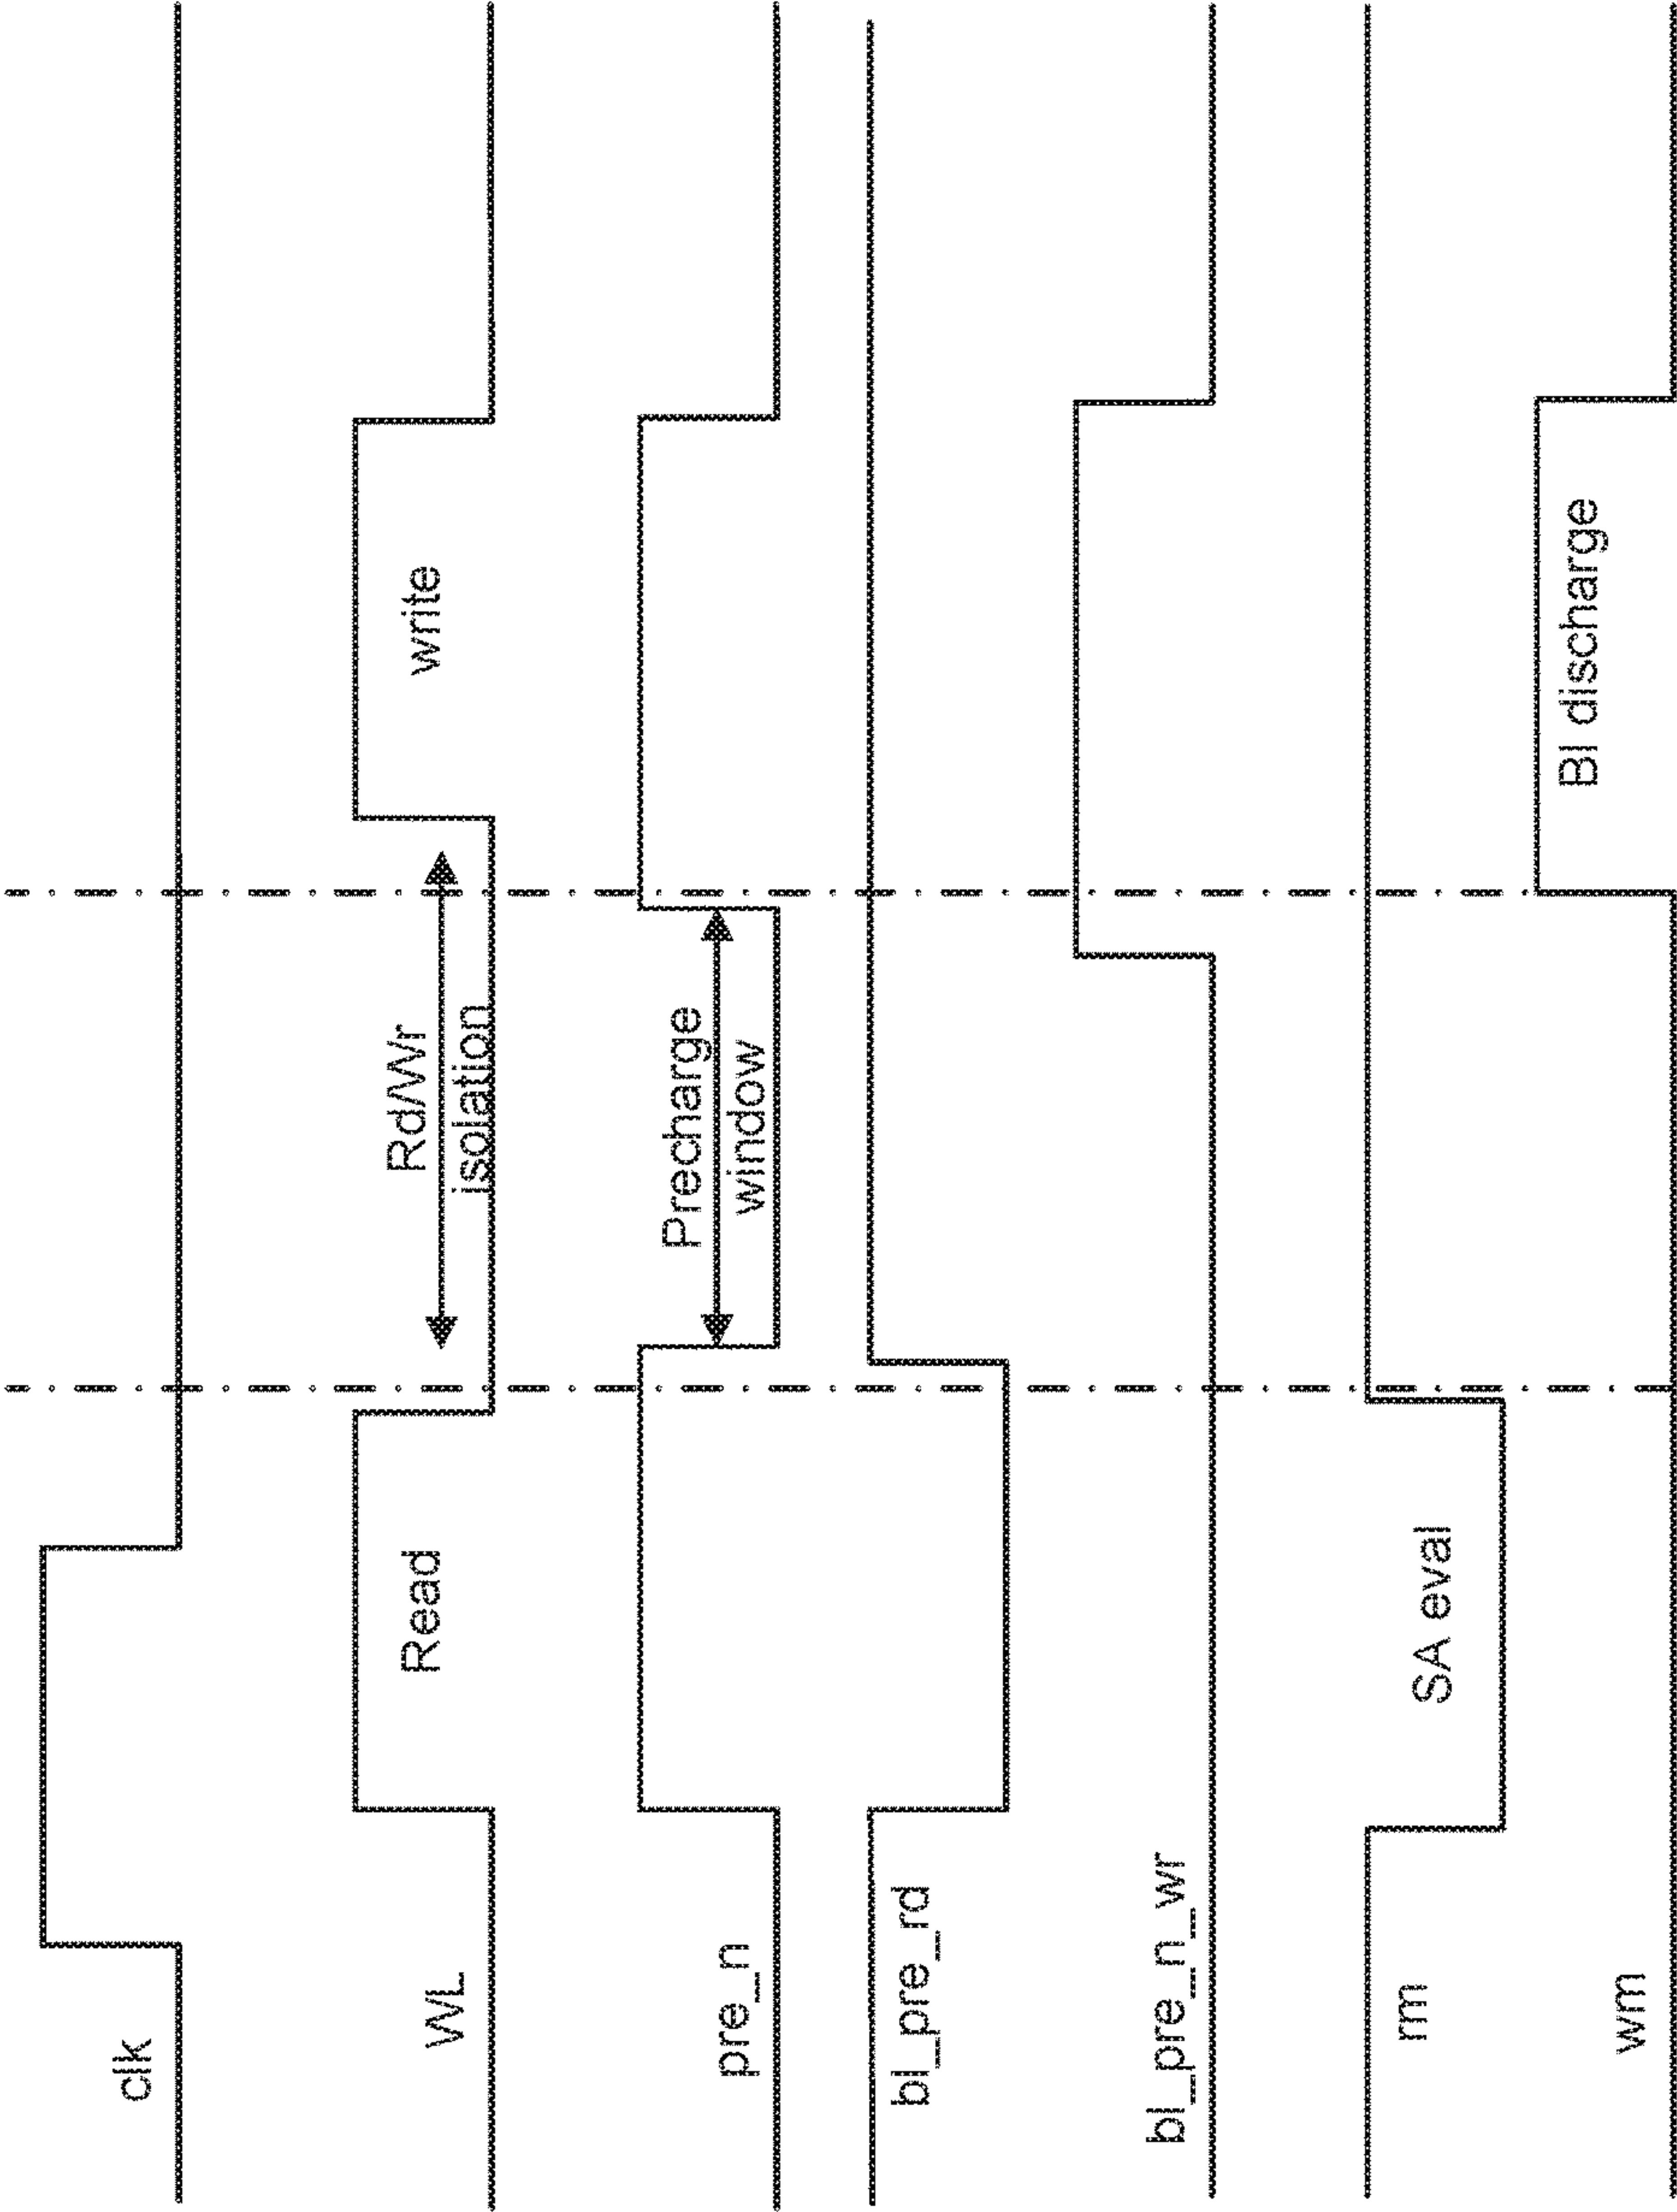 clk
WL
Read
Rd/Wr
isolation
write
pre_n
Precharge
window
bl_pre_rd
bl_pre_n_wr
rm
SA eval
wm
Bl discharge